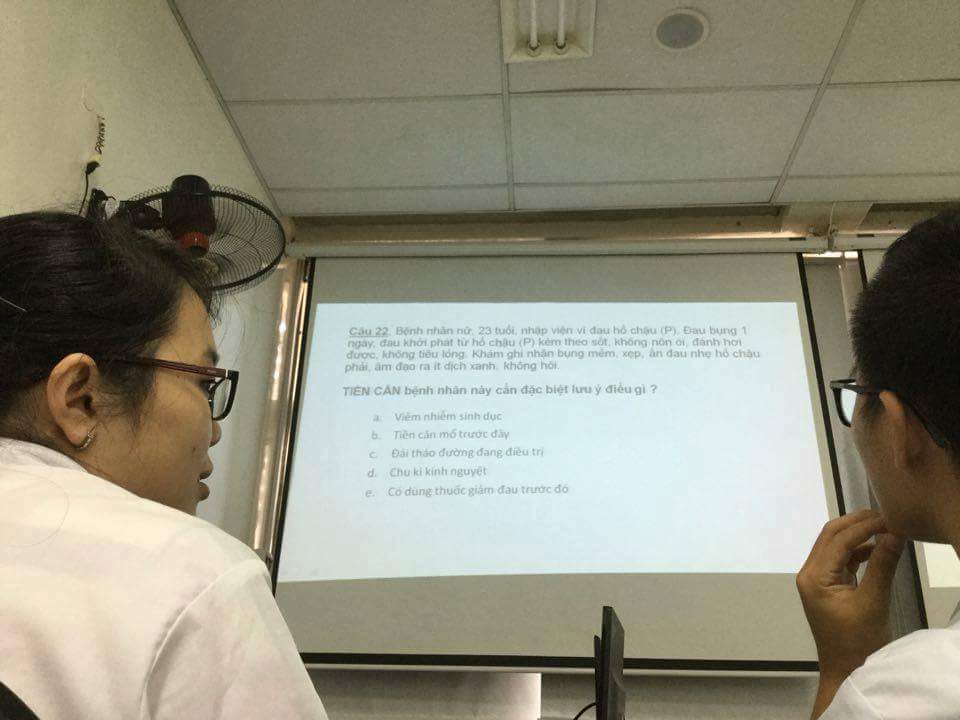 Câu 22. Bệnh nhân nữ, 23 tuổi, nhập viện vì đau hố chậu (P). Đau bụng 1
ngày, đau khởi phát từ hố chậu (P) kèm theo sốt, không nôn ói, đánh hơi
được, không tiêu lỏng. Khám ghi nhận bụng mềm, xẹp, ấn đau nhẹ hố chậu
phải, âm đạo ra ít dịch xanh, không hôi.
TIỀN CĂN bệnh nhân này cần đặc biệt lưu ý điều gì ?
a. Viêm nhiễm sinh dục
b. Tiền căn mổ trước đây
c. Đái tháo đường đang điều trị
d. Chu kì kinh nguyệt
e. Có dùng thuốc giảm đau trước đó